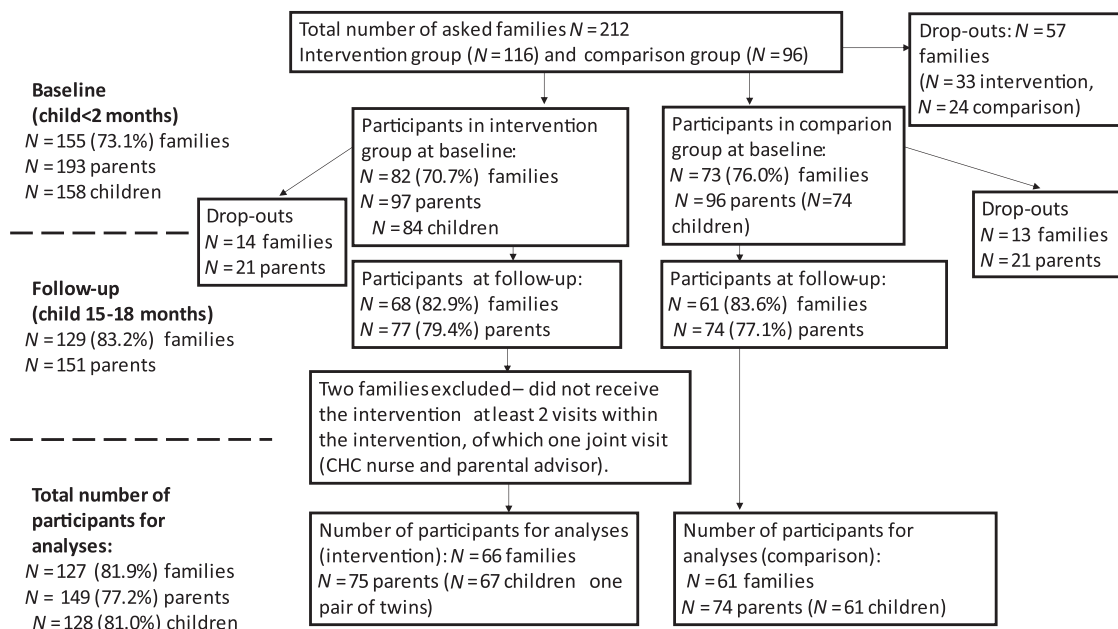 Total number of asked families N = 212
Intervention group (N = 116) and comparison group (N = 96)
Drop-outs: N = 57
families
(N = 33 intervention,
N = 24 comparison)
Baseline
(child<2 months)
N = 155 (73.1%) families
N = 193 parents
N = 158 children
Participants in intervention
group at baseline:
N = 82 (70.7%) families
N = 97 parents
N = 84 children
Participants in comparion
group at baseline:
N = 73 (76.0%) families
N = 96 parents (N=74
children)
Drop-outs
N = 14 families
N = 21 parents
Drop-outs
N = 13 families
N = 21 parents
Follow-up
(child 15-18 months)
N = 129 (83.2%) families
N = 151 parents
Participants at follow-up:
N = 68 (82.9%) families
N = 77 (79.4%) parents
Participants at follow-up:
N = 61 (83.6%) families
N = 74 (77.1%) parents
Two families excluded – did not receive
the intervention at least 2 visits within
the intervention, of which one joint visit
(CHC nurse and parental advisor).
Total number of
participants for
analyses:
N = 127 (81.9%) families
N = 149 (77.2%) parents
N = 128 (81.0%) children
Number of participants for analyses
(intervention): N = 66 families
N = 75 parents (N = 67 children one
pair of twins)
Number of participants for
analyses (comparison):
N = 61 families
N = 74 parents (N = 61 children)